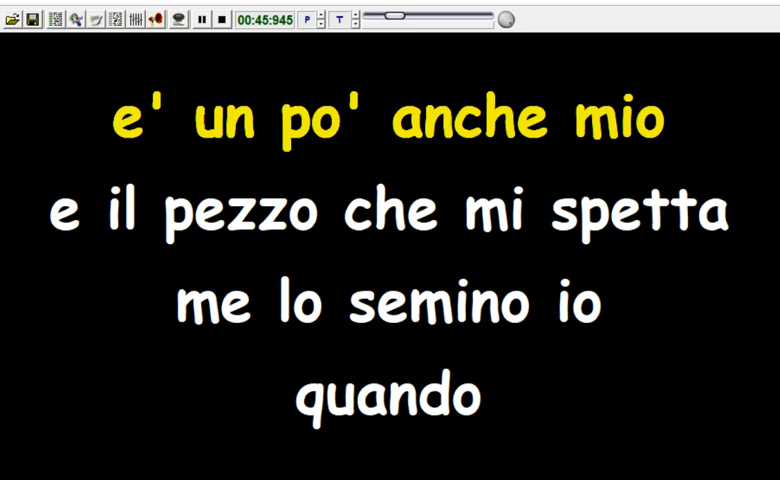 00:45:945 P T
e' un po' anche mio
e il pezzo che mi spetta
me lo semino io
quando